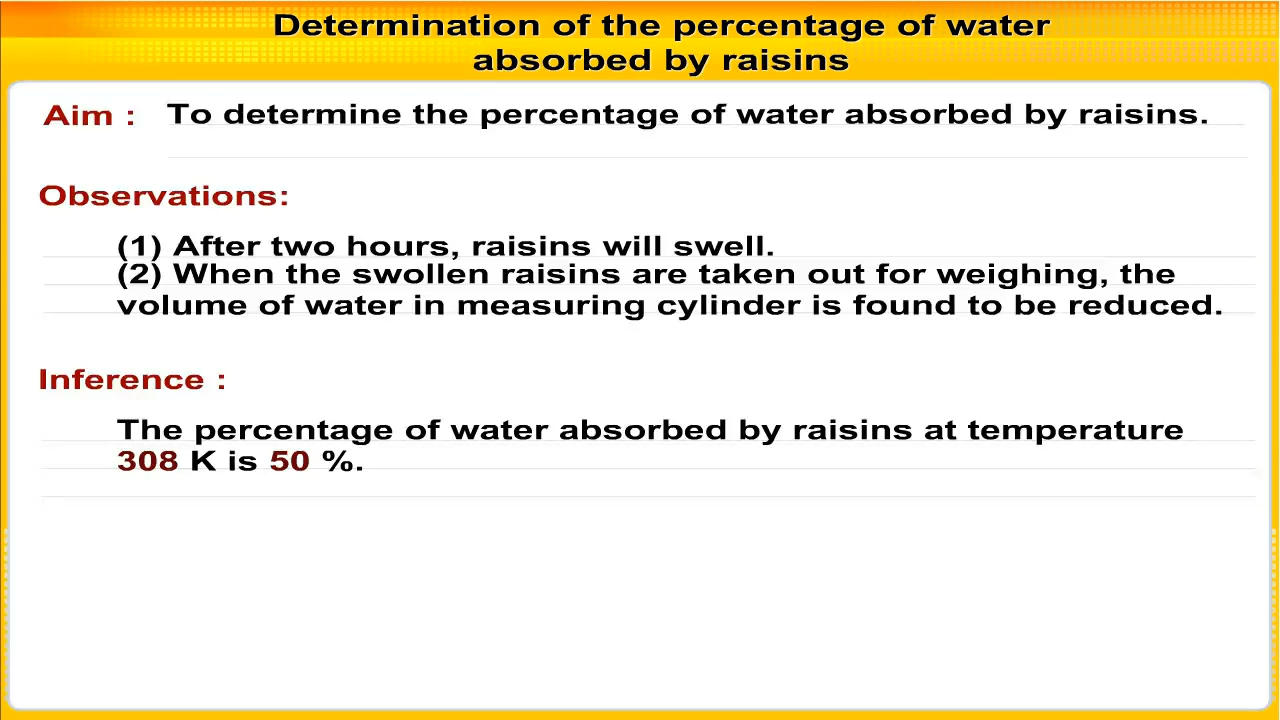 Determination of the percentage of water
absorbed by raisins
Aim : To determine the percentage of water absorbed by raisins.
Observations:
(1) After two hours, raisins will swell.
(2) When the swollen raisins are taken out for weighing, the
volume of water in measuring cylinder is found to be reduced.
Inference :
The percentage of water absorbed by raisins at temperature
308 K is 50 %.